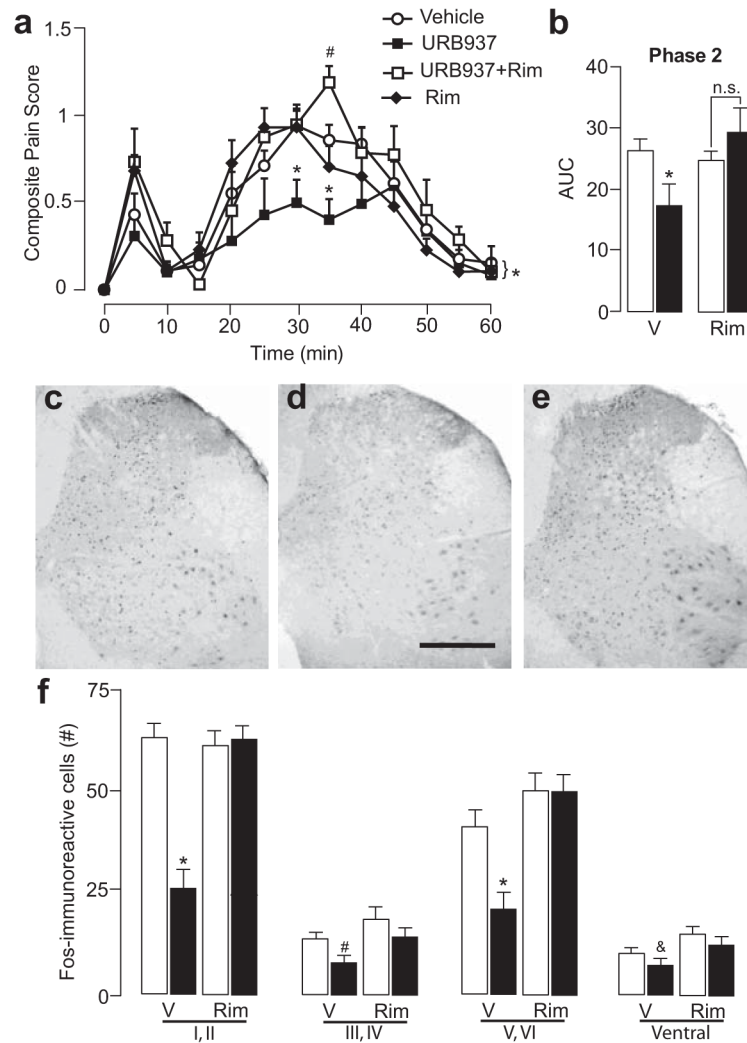 a
Vehicle
URB937
URB937+Rim
Rim
Composite Pain Score
1.5
1
0.5
0
#
*
*
} *
0 10 20 30 40 50 60
Time (min)
b
Phase 2
AUC
40
30
20
10
0
n.s.
*
V Rim
c
d
e
f
Fos-immunoreactive cells (#)
75
50
25
0
*
#
*
&
V Rim V Rim V Rim V Rim
I, II III, IV V, VI Ventral